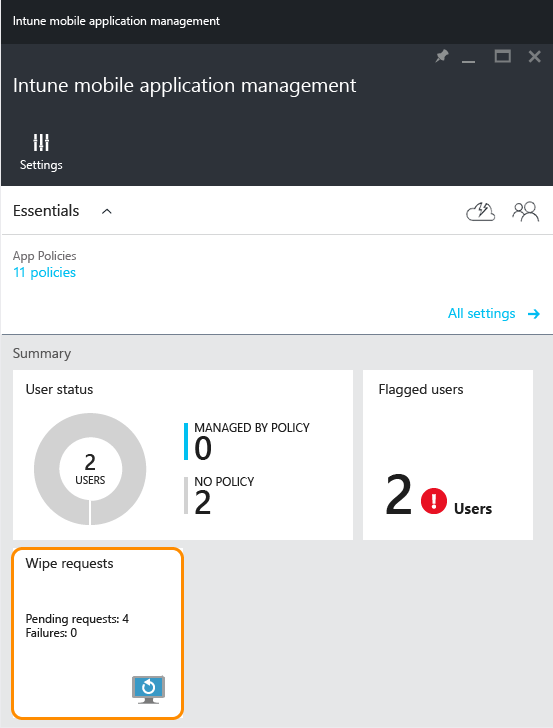 Intune mobile application management
Intune mobile application management
Settings
Essentials
App Policies
11 policies
All settings
Summary
User status
2
USERS
MANAGED BY POLICY
0
NO POLICY
2
Flagged users
2 Users
Wipe requests
Pending requests: 4
Failures: 0